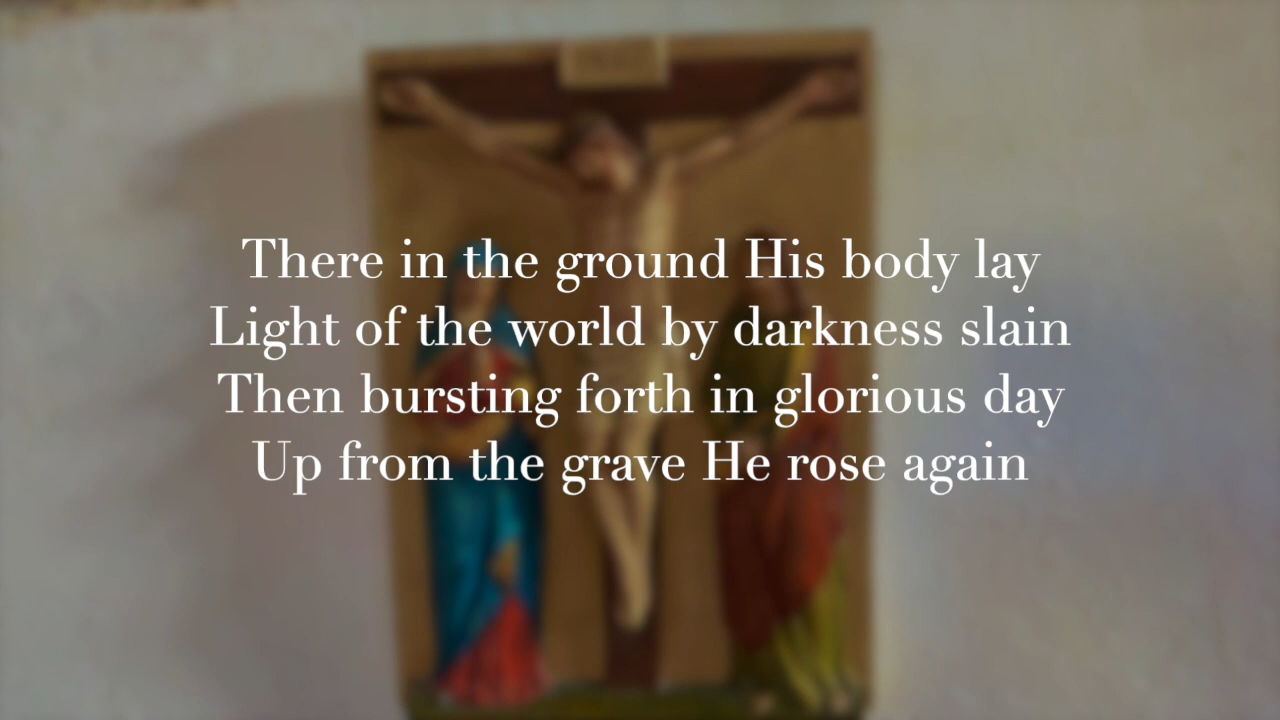 There in the ground His body lay
Light of the world by darkness slain
Then bursting forth in glorious day
Up from the grave He rose again